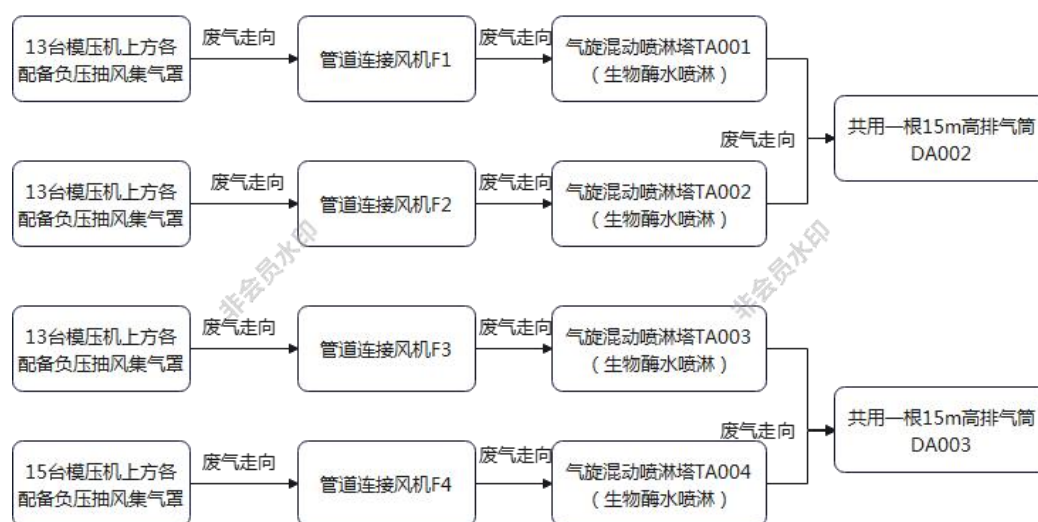 13台模压机上方各
配备负压抽风集气罩
废气走向
管道连接风机F1
废气走向
气旋混动喷淋塔TA001
（生物酶水喷淋）
13台模压机上方各
配备负压抽风集气罩
废气走向
管道连接风机F2
废气走向
气旋混动喷淋塔TA002
（生物酶水喷淋）
废气走向
共用一根15m高排气筒
DA002
13台模压机上方各
配备负压抽风集气罩
废气走向
管道连接风机F3
废气走向
气旋混动喷淋塔TA003
（生物酶水喷淋）
15台模压机上方各
配备负压抽风集气罩
废气走向
管道连接风机F4
废气走向
气旋混动喷淋塔TA004
（生物酶水喷淋）
废气走向
共用一根15m高排气筒
DA003
非会员水印
非会员水印